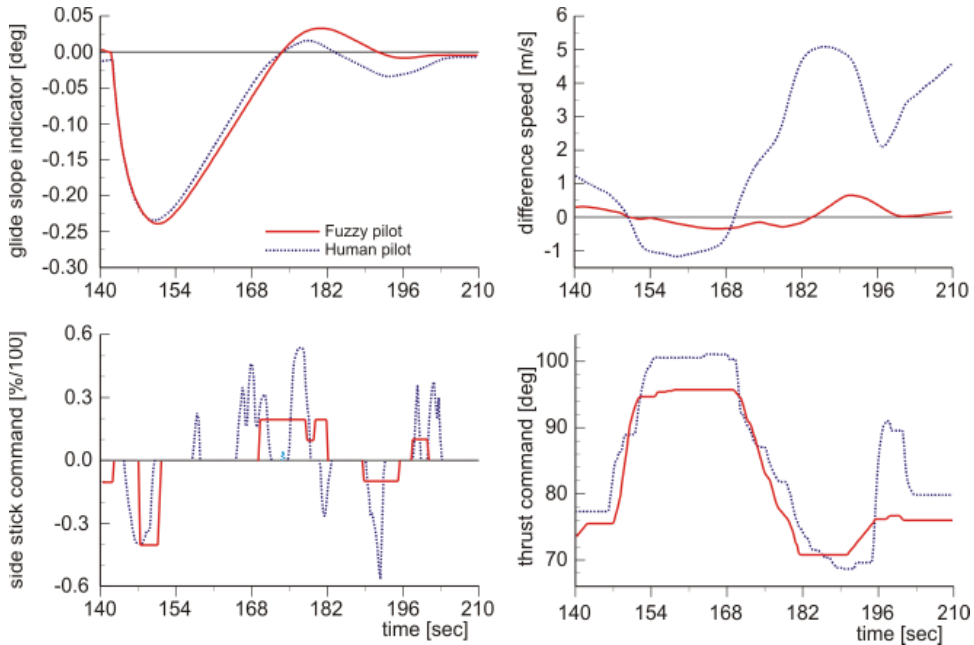 glide slope indicator [deg]
0.05
0.00
-0.05
-0.10
-0.15
-0.20
-0.25
-0.30
Fuzzy pilot
Human pilot
140 154 168 182 196 210
difference speed [m/s]
6
5
4
2
1
0
-1
140 154 168 182 196 210
side stick command [%/100]
0.6
0.3
0.0
-0.3
-0.6
140 154 168 182 196 210
time [sec]
thrust command [deg]
100
90
80
70
140 154 168 182 196 210
time [sec]